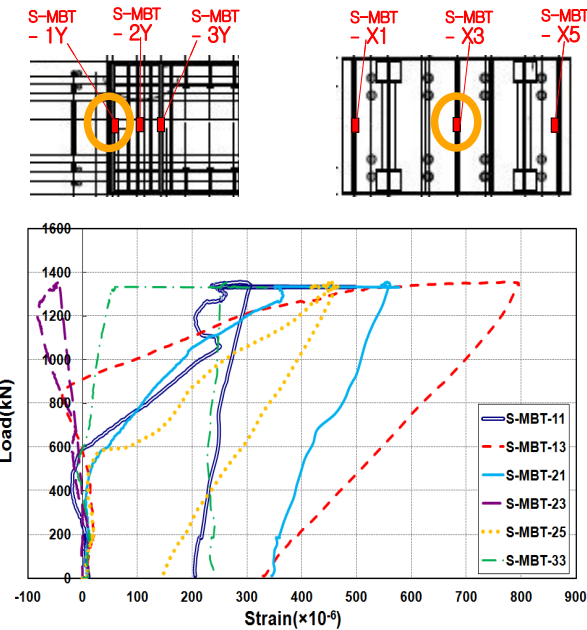 S-MBT
- 1Y
S-MBT
- 2Y
S-MBT
- 3Y
S-MBT
- X1
S-MBT
- X3
S-MBT
- X5
Load(kN)
1600
1400
1200
1000
800
600
400
200
0
-100 0 100 200 300 400 500 600 700 800 900
Strain(×10⁻⁶)
S-MBT-11
S-MBT-13
S-MBT-21
S-MBT-23
S-MBT-25
S-MBT-33